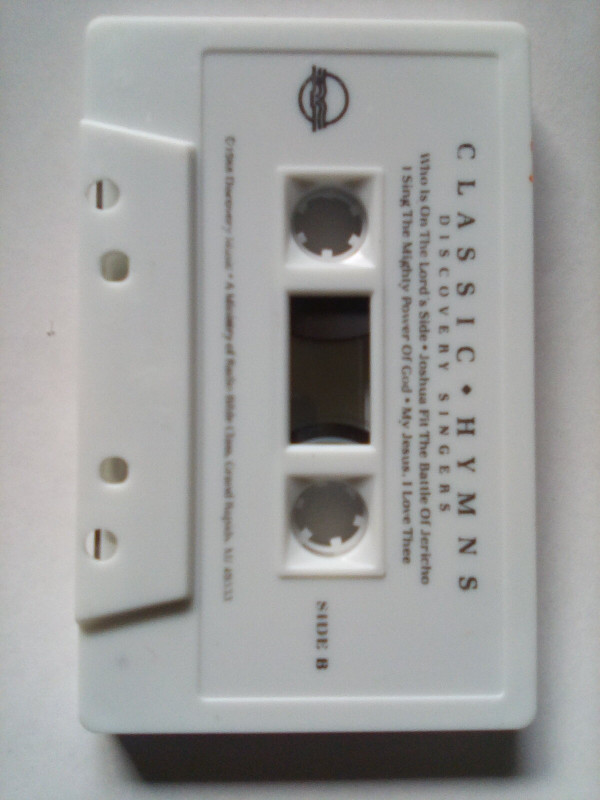 CLASSIC ♦ HYMNS
DISCOVERY SINGERS
Who Is On The Lord's Side • Joshua Fit The Battle Of Jericho
I Sing The Mighty Power Of God • My Jesus, I Love Thee
SIDE B
Discovery Music • A Ministry of Radio Bible Class, Grand Rapids, MI